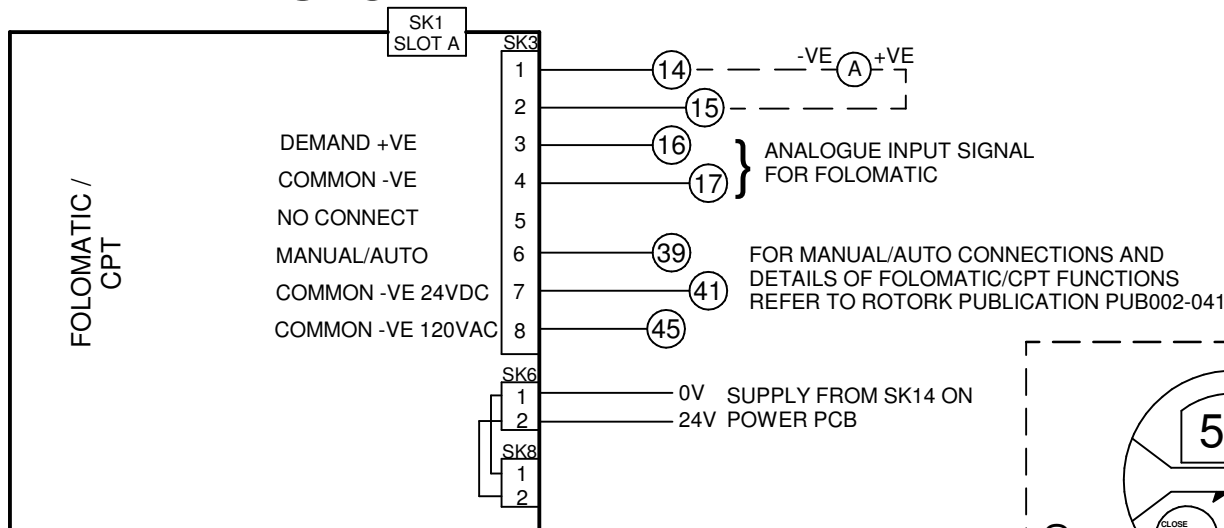 SK1
SLOT A
SK3
1 14 -VE A +VE
2 15
DEMAND +VE 3 16
COMMON -VE 4 17
ANALOGUE INPUT SIGNAL
FOR FOLOMATIC
NO CONNECT 5
MANUAL/AUTO 6 39
COMMON -VE 24VDC 7 41
COMMON -VE 120VAC 8 45
FOR MANUAL/AUTO CONNECTIONS AND
DETAILS OF FOLOMATIC/CPT FUNCTIONS
REFER TO ROTORK PUBLICATION PUB002-041
FOLOMATIC /
CPT
SK6
1 0V
2 24V
SUPPLY FROM SK14 ON
POWER PCB
SK8
1
2
5
CLOSE